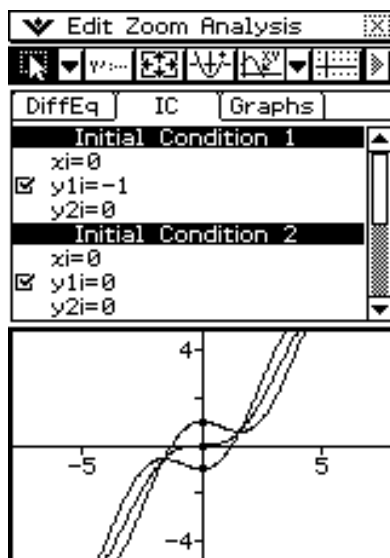 Edit Zoom Analysis
DiffEq IC Graphs
Initial Condition 1
xi=0
y1i=-1
y2i=0
Initial Condition 2
xi=0
y1i=0
y2i=0
4
-5 5
-4